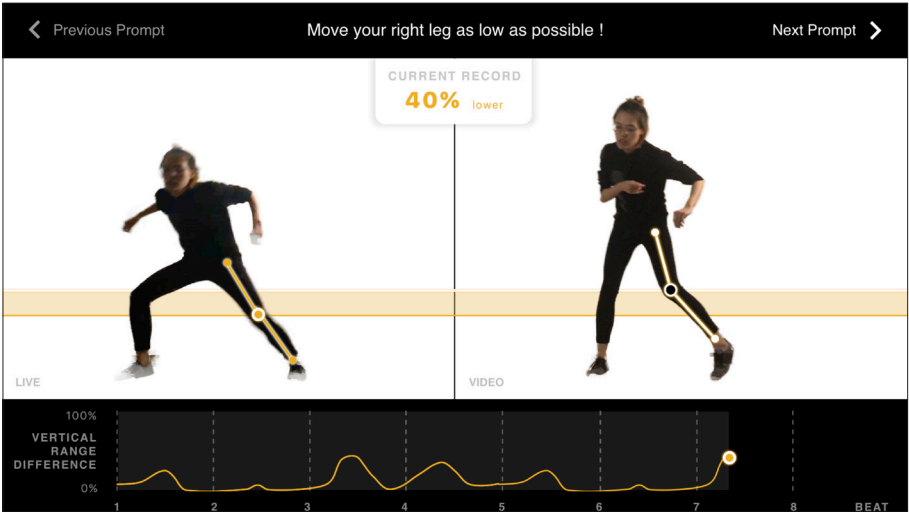 Previous Prompt
Move your right leg as low as possible !
Next Prompt
CURRENT RECORD
40% lower
LIVE
VIDEO
100%
VERTICAL
RANGE
DIFFERENCE
0%
1 2 3 4 5 6 7 8 BEAT